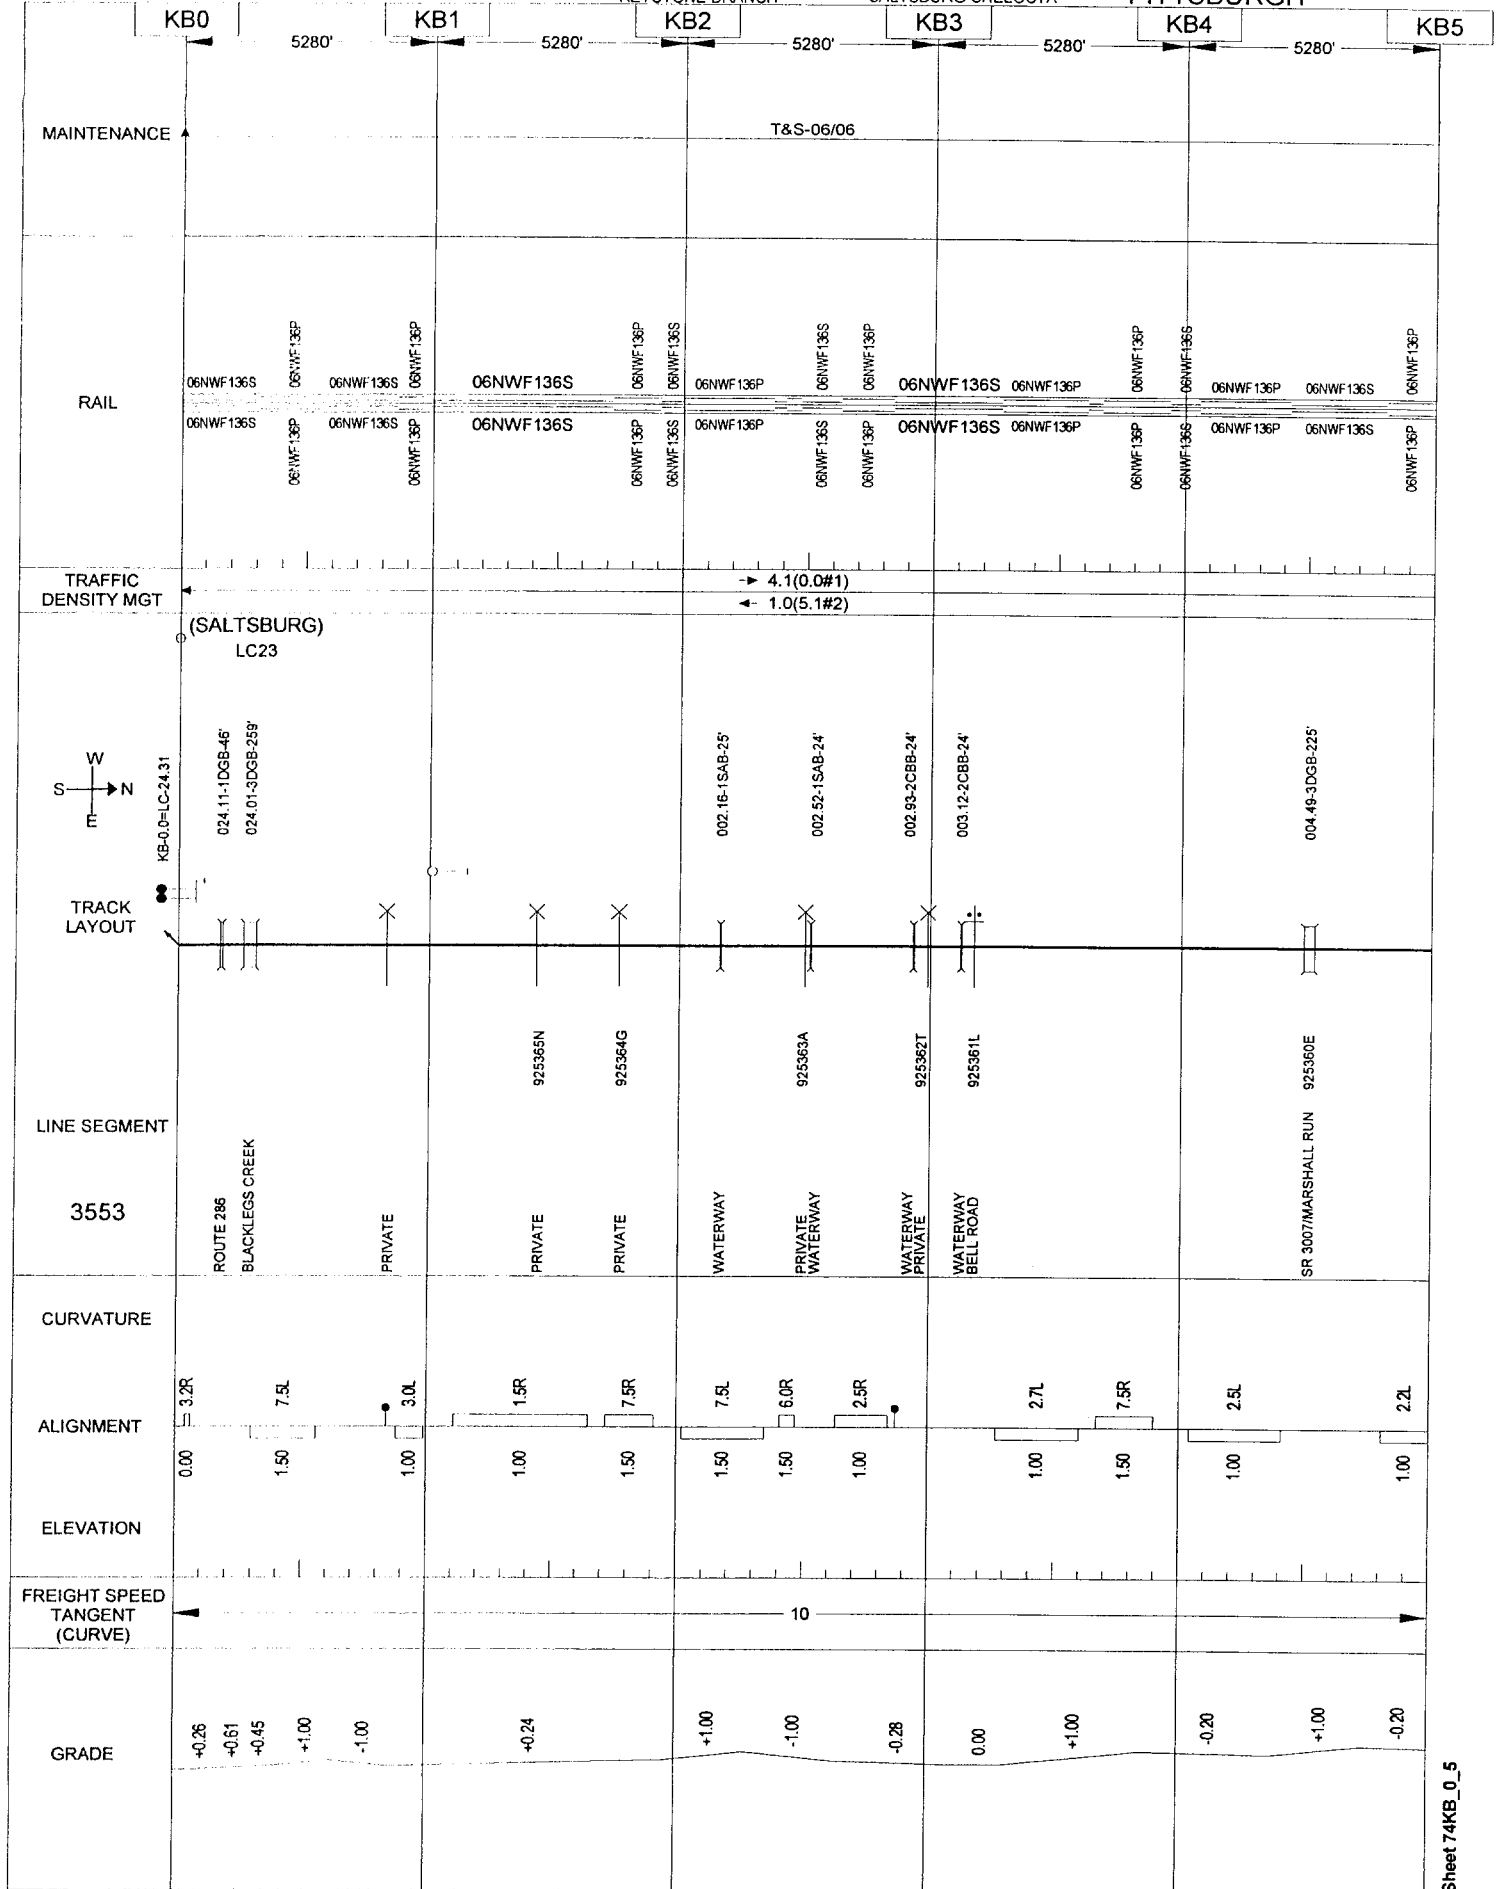 PITTSBURGH
KB0 KB1 KB2 KB3 KB4 KB5
5280' 5280' 5280' 5280' 5280'
MAINTENANCE
T&S-06/06
06NWF136P 06NWF136P 06NWF136P 06NWF136S 06NWF136S 06NWF136P 06NWF136P 06NWF136S 06NWF136P
06NWF136S 06NWF136S 06NWF136S 06NWF136P 06NWF136S 06NWF136P 06NWF136P 06NWF136S
RAIL
06NWF136S 06NWF136S 06NWF136S 06NWF136P 06NWF136S 06NWF136P 06NWF136P 06NWF136S
06NWF136P 06NWF136P 06NWF136P 06NWF136S 06NWF136S 06NWF136P 06NWF136P 06NWF136S 06NWF136P
TRAFFIC
DENSITY MGT
4.1(0.0#1)
1.0(5.1#2)
(SALTSBURG)
LC23
W
S N
E
KB-0.0=LC-24.31
024.11-1DGB-46'
024.01-3DGB-259'
002.16-1SAB-25'
002.52-1SAB-24'
002.93-2CBB-24'
003.12-2CBB-24'
004.49-3DGB-225'
TRACK
LAYOUT
925365N
925364G
925363A
925362T
925361L
925360E
LINE SEGMENT
3553
ROUTE 286
BLACKLEGS CREEK
PRIVATE
PRIVATE
PRIVATE
WATERWAY
PRIVATE
WATERWAY
WATERWAY
PRIVATE
WATERWAY
BELL ROAD
SR 3007/MARSHALL RUN
CURVATURE
3.2R 7.5L 3.0L 1.5R 7.5R 7.5L 6.0R 2.5R 2.7L 7.5R 2.5L 2.2L
ALIGNMENT
0.00 1.50 1.00 1.00 1.50 1.50 1.50 1.00 1.00 1.50 1.00 1.00
ELEVATION
FREIGHT SPEED
TANGENT
(CURVE)
10
GRADE
+0.26 +0.61 +0.45 +1.00 -1.00 +0.24 +1.00 -1.00 -0.28 0.00 +1.00 -0.20 +1.00 -0.20
Sheet 74KB_0_5